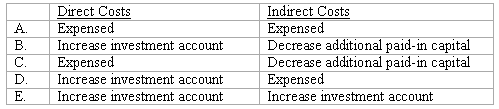 Direct Costs Indirect Costs
A. Expensed Expensed
B. Increase investment account Decrease additional paid-in capital
C. Expensed Decrease additional paid-in capital
D. Increase investment account Expensed
E. Increase investment account Increase investment account